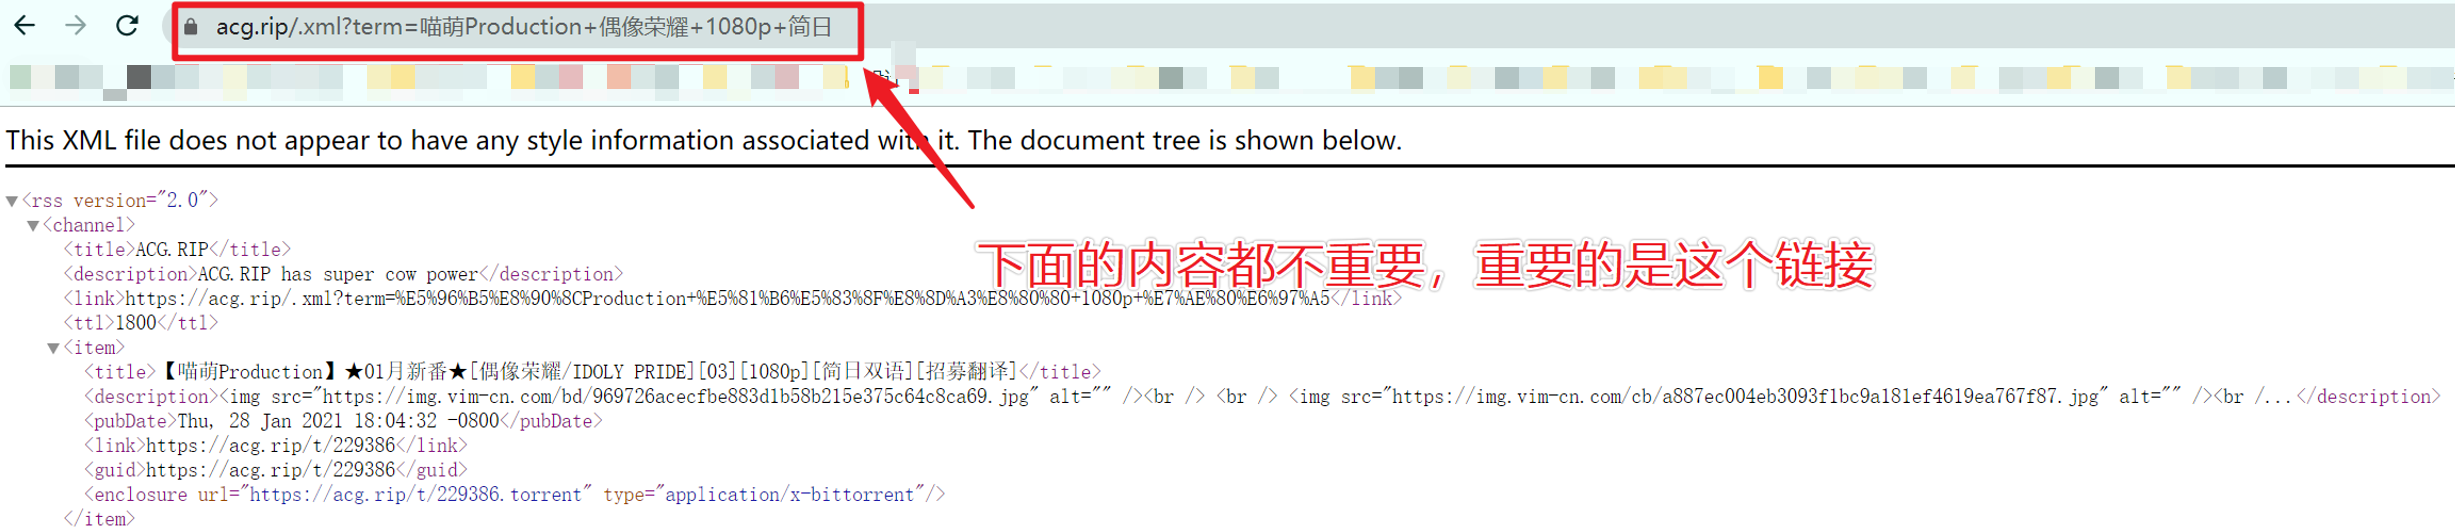 acg.rip/.xml?term=喵萌Production+偶像荣耀+1080p+简日
This XML file does not appear to have any style information associated with it. The document tree is shown below.
▼<rss version="2.0">
▼<channel>
<title>ACG.RIP</title>
<description>ACG.RIP has super cow power</description>
下面的内容都不重要，重要的是这个链接
<link>https://acg.rip/.xml?term=%E5%96%B5%E8%90%8CProduction+%E5%81%B6%E5%83%8F%E8%8D%A3%E8%80%80+1080p+%E7%AE%80%E6%97%A5</link>
<ttl>1800</ttl>
▼<item>
<title>【喵萌Production】★01月新番★[偶像荣耀/IDOLY PRIDE][03][1080p][简日双语][招募翻译]</title>
<description><img src="https://img.vim-cn.com/bd/969726acecfbe883d1b58b215e375c64c8ca69.jpg" alt="" /><br /> <br /> <img src="https://img.vim-cn.com/cb/a887ec004eb3093f1bc9a181ef4619ea767f87.jpg" alt="" /><br /...</description>
<pubDate>Thu, 28 Jan 2021 18:04:32 -0800</pubDate>
<link>https://acg.rip/t/229386</link>
<guid>https://acg.rip/t/229386</guid>
<enclosure url="https://acg.rip/t/229386.torrent" type="application/x-bittorrent"/>
</item>